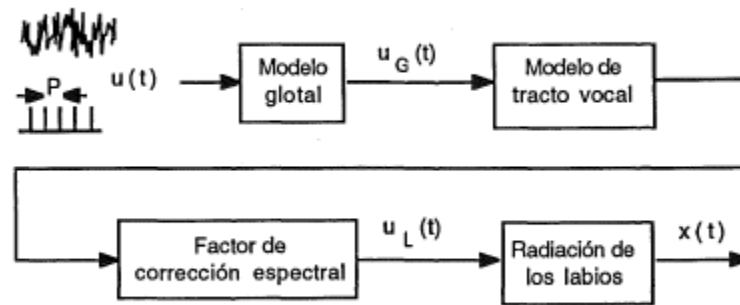 P
u(t)
Modelo
glotal
u_G(t)
Modelo de
tracto vocal
Factor de
corrección espectral
u_L(t)
Radiación de
los labios
x(t)